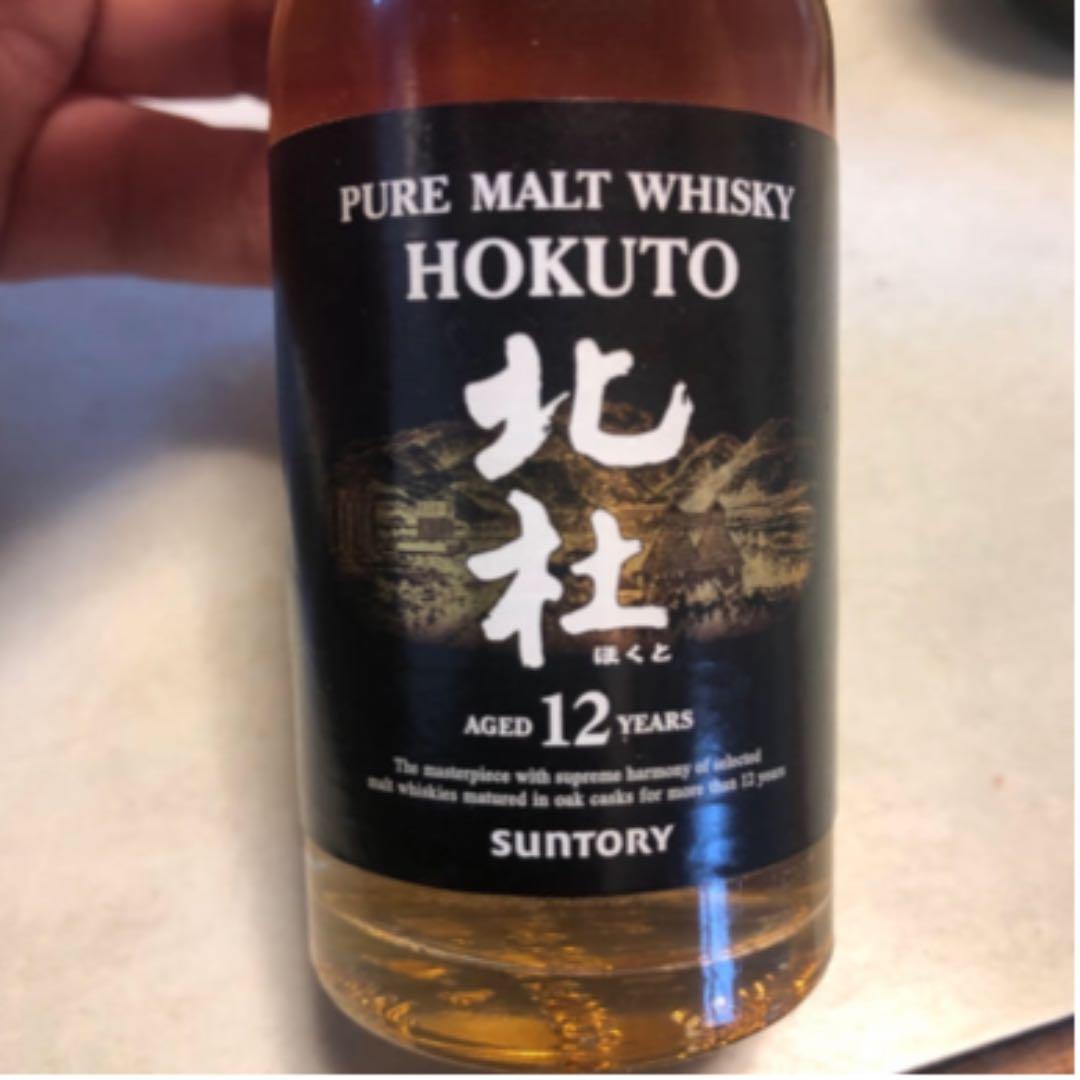 PURE MALT WHISKY
HOKUTO
北杜
ほくと
AGED 12 YEARS
The masterpiece with supreme harmony of selected
malt whiskies matured in oak casks for more than 12 years
SUNTORY